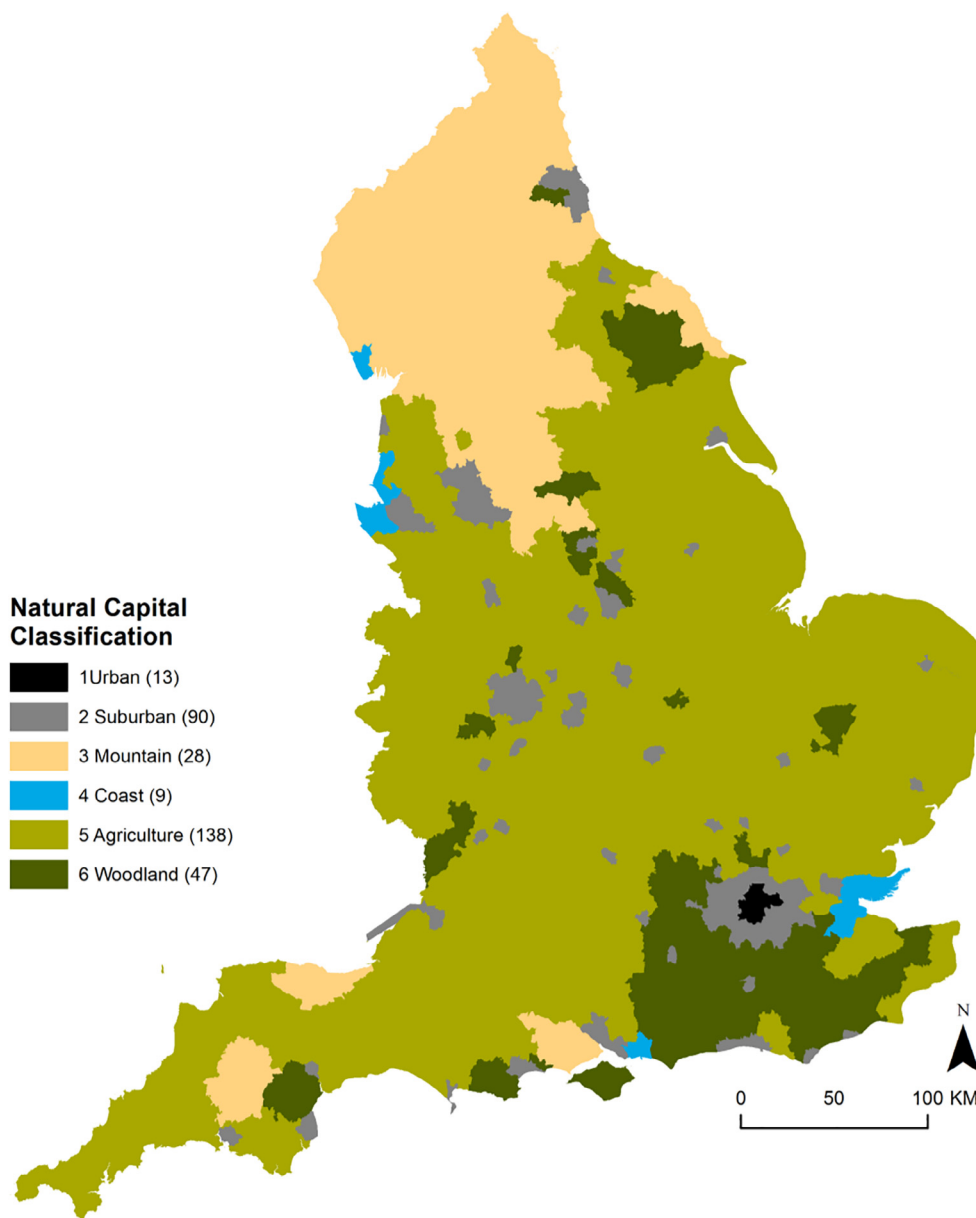 Natural Capital
Classification
1Urban (13)
2 Suburban (90)
3 Mountain (28)
4 Coast (9)
5 Agriculture (138)
6 Woodland (47)
N
0 50 100 KM